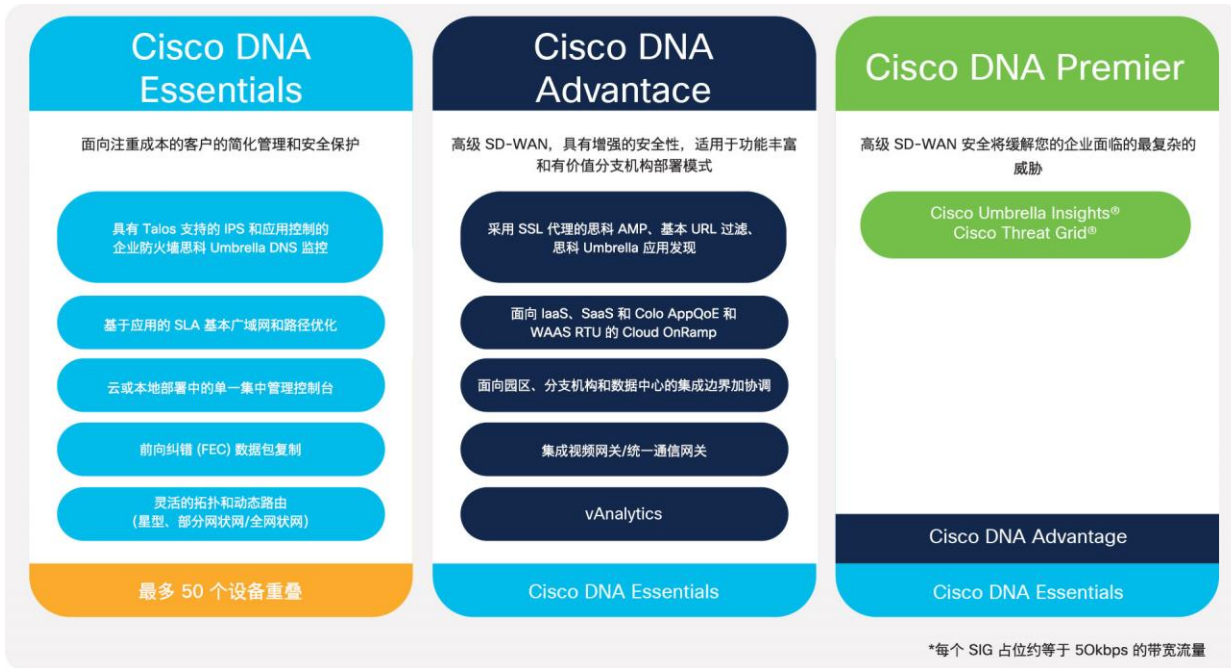 Cisco DNA
Essentials
面向注重成本的客户的简化管理和安全保护
具有 Talos 支持的 IPS 和应用控制的
企业防火墙思科 Umbrella DNS 监控
基于应用的 SLA 基本广域网和路径优化
云或本地部署中的单一集中管理控制台
前向纠错 (FEC) 数据包复制
灵活的拓扑和动态路由
(星型、部分网状网/全网状网)
最多 50 个设备重叠
Cisco DNA
Advantace
高级 SD-WAN，具有增强的安全性，适用于功能丰富
和有价值分支机构部署模式
采用 SSL 代理的思科 AMP、基本 URL 过滤、
思科 Umbrella 应用发现
面向 IaaS、SaaS 和 Colo AppQoE 和
WAAS RTU 的 Cloud OnRamp
面向园区、分支机构和数据中心的集成边界加协调
集成视频网关/统一通信网关
vAnalytics
Cisco DNA Essentials
Cisco DNA Premier
高级 SD-WAN 安全将缓解您的企业面临的最复杂的
威胁
Cisco Umbrella Insights®
Cisco Threat Grid®
Cisco DNA Advantage
Cisco DNA Essentials
*每个 SIG 占位约等于 50kbps 的带宽流量